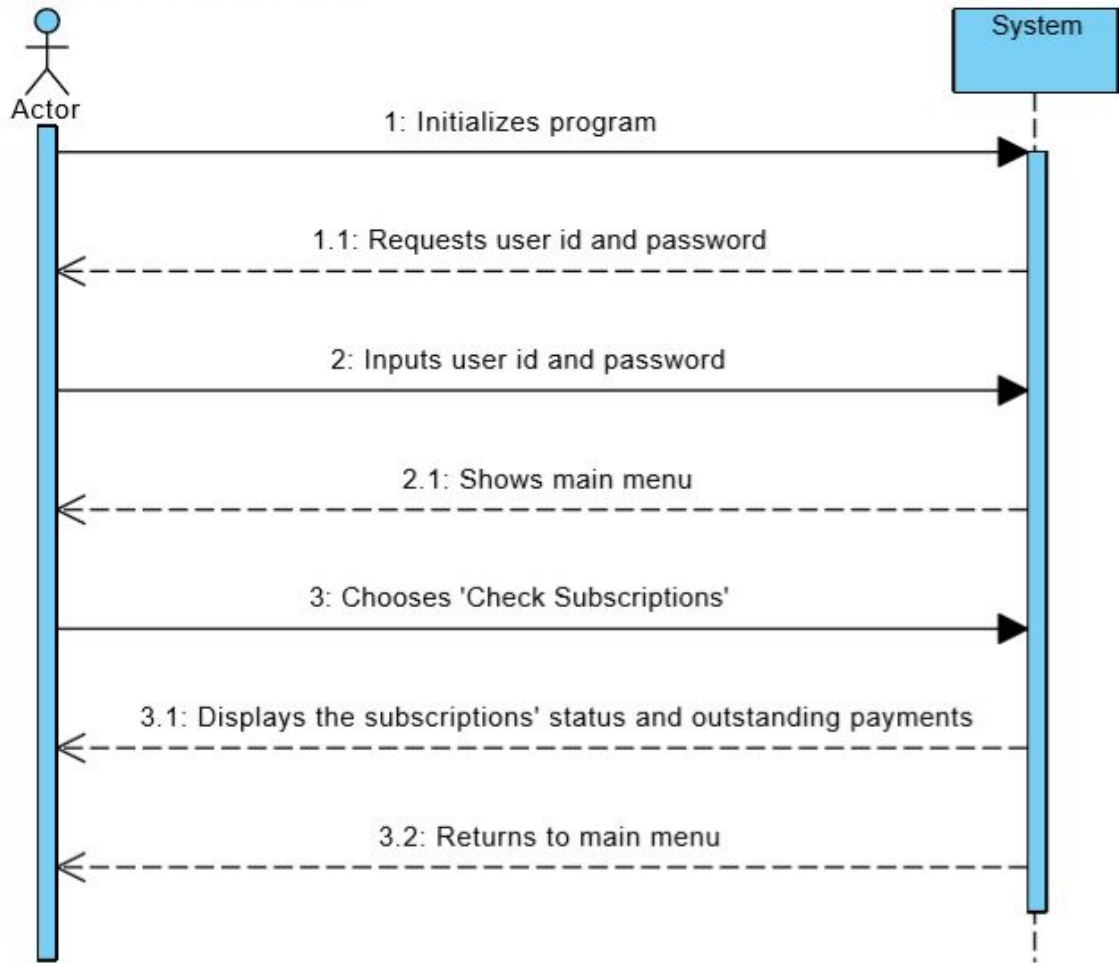 System
Actor
1: Initializes program
1.1: Requests user id and password
2: Inputs user id and password
2.1: Shows main menu
3: Chooses 'Check Subscriptions'
3.1: Displays the subscriptions' status and outstanding payments
3.2: Returns to main menu